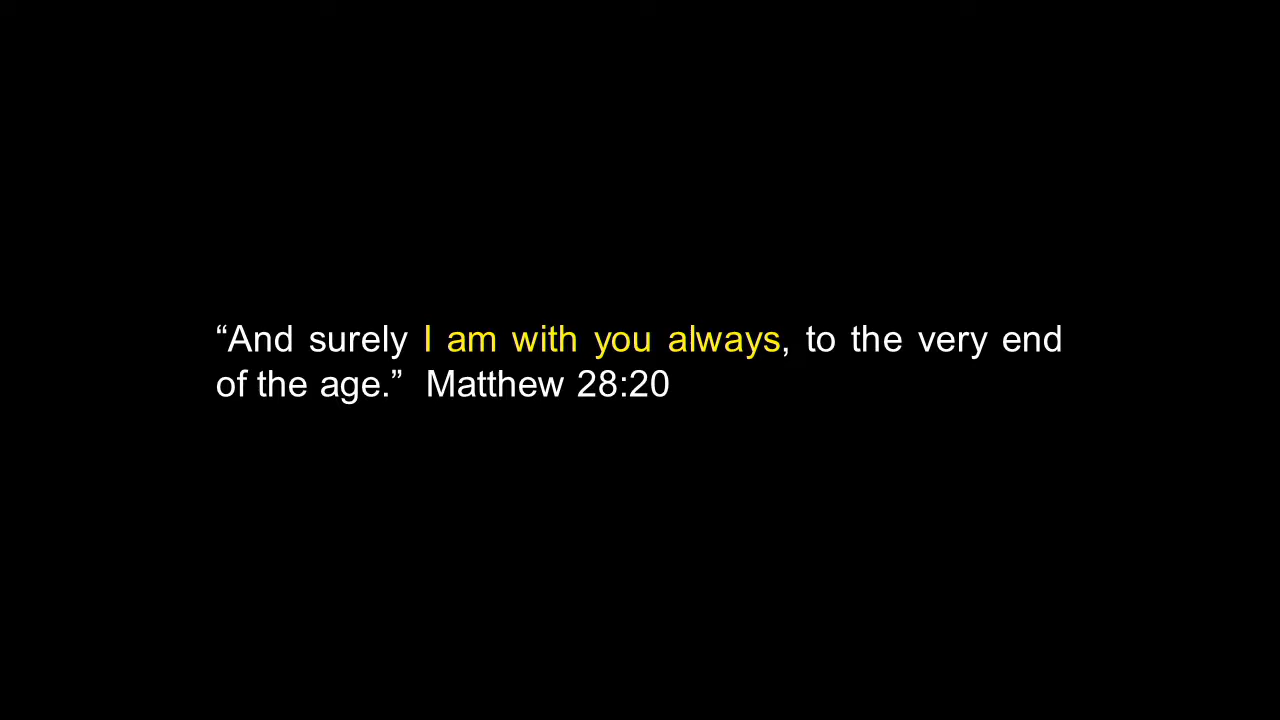 “And surely I am with you always, to the very end
of the age.”  Matthew 28:20